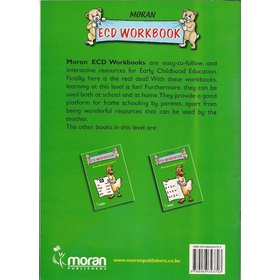 MORAN
ECD WORKBOOK
Moran ECD Workbooks are easy-to-follow and
interactive resources for Early Childhood Education.
Finally, here is the real deal! With these workbooks,
learning at this level is fun! Furthermore, they can be
used both at school and at home. They provide a good
platform for home schooling by parents, apart from
being wonderful resources that can be used by the
teacher.
The other books in this level are:
ECD WORKBOOK
ECD WORKBOOK
moran
PUBLISHERS
www.moranpublishers.co.ke